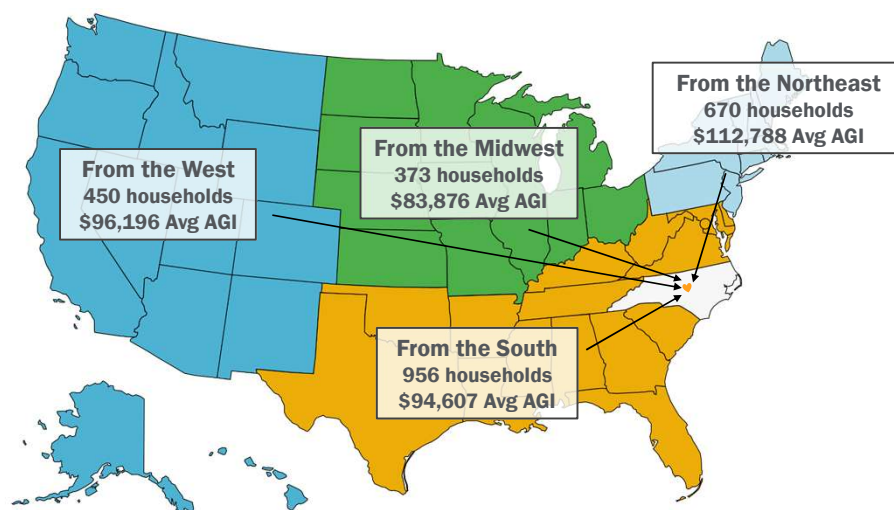 From the Northeast
670 households
$112,788 Avg AGI
From the Midwest
373 households
$83,876 Avg AGI
From the West
450 households
$96,196 Avg AGI
From the South
956 households
$94,607 Avg AGI